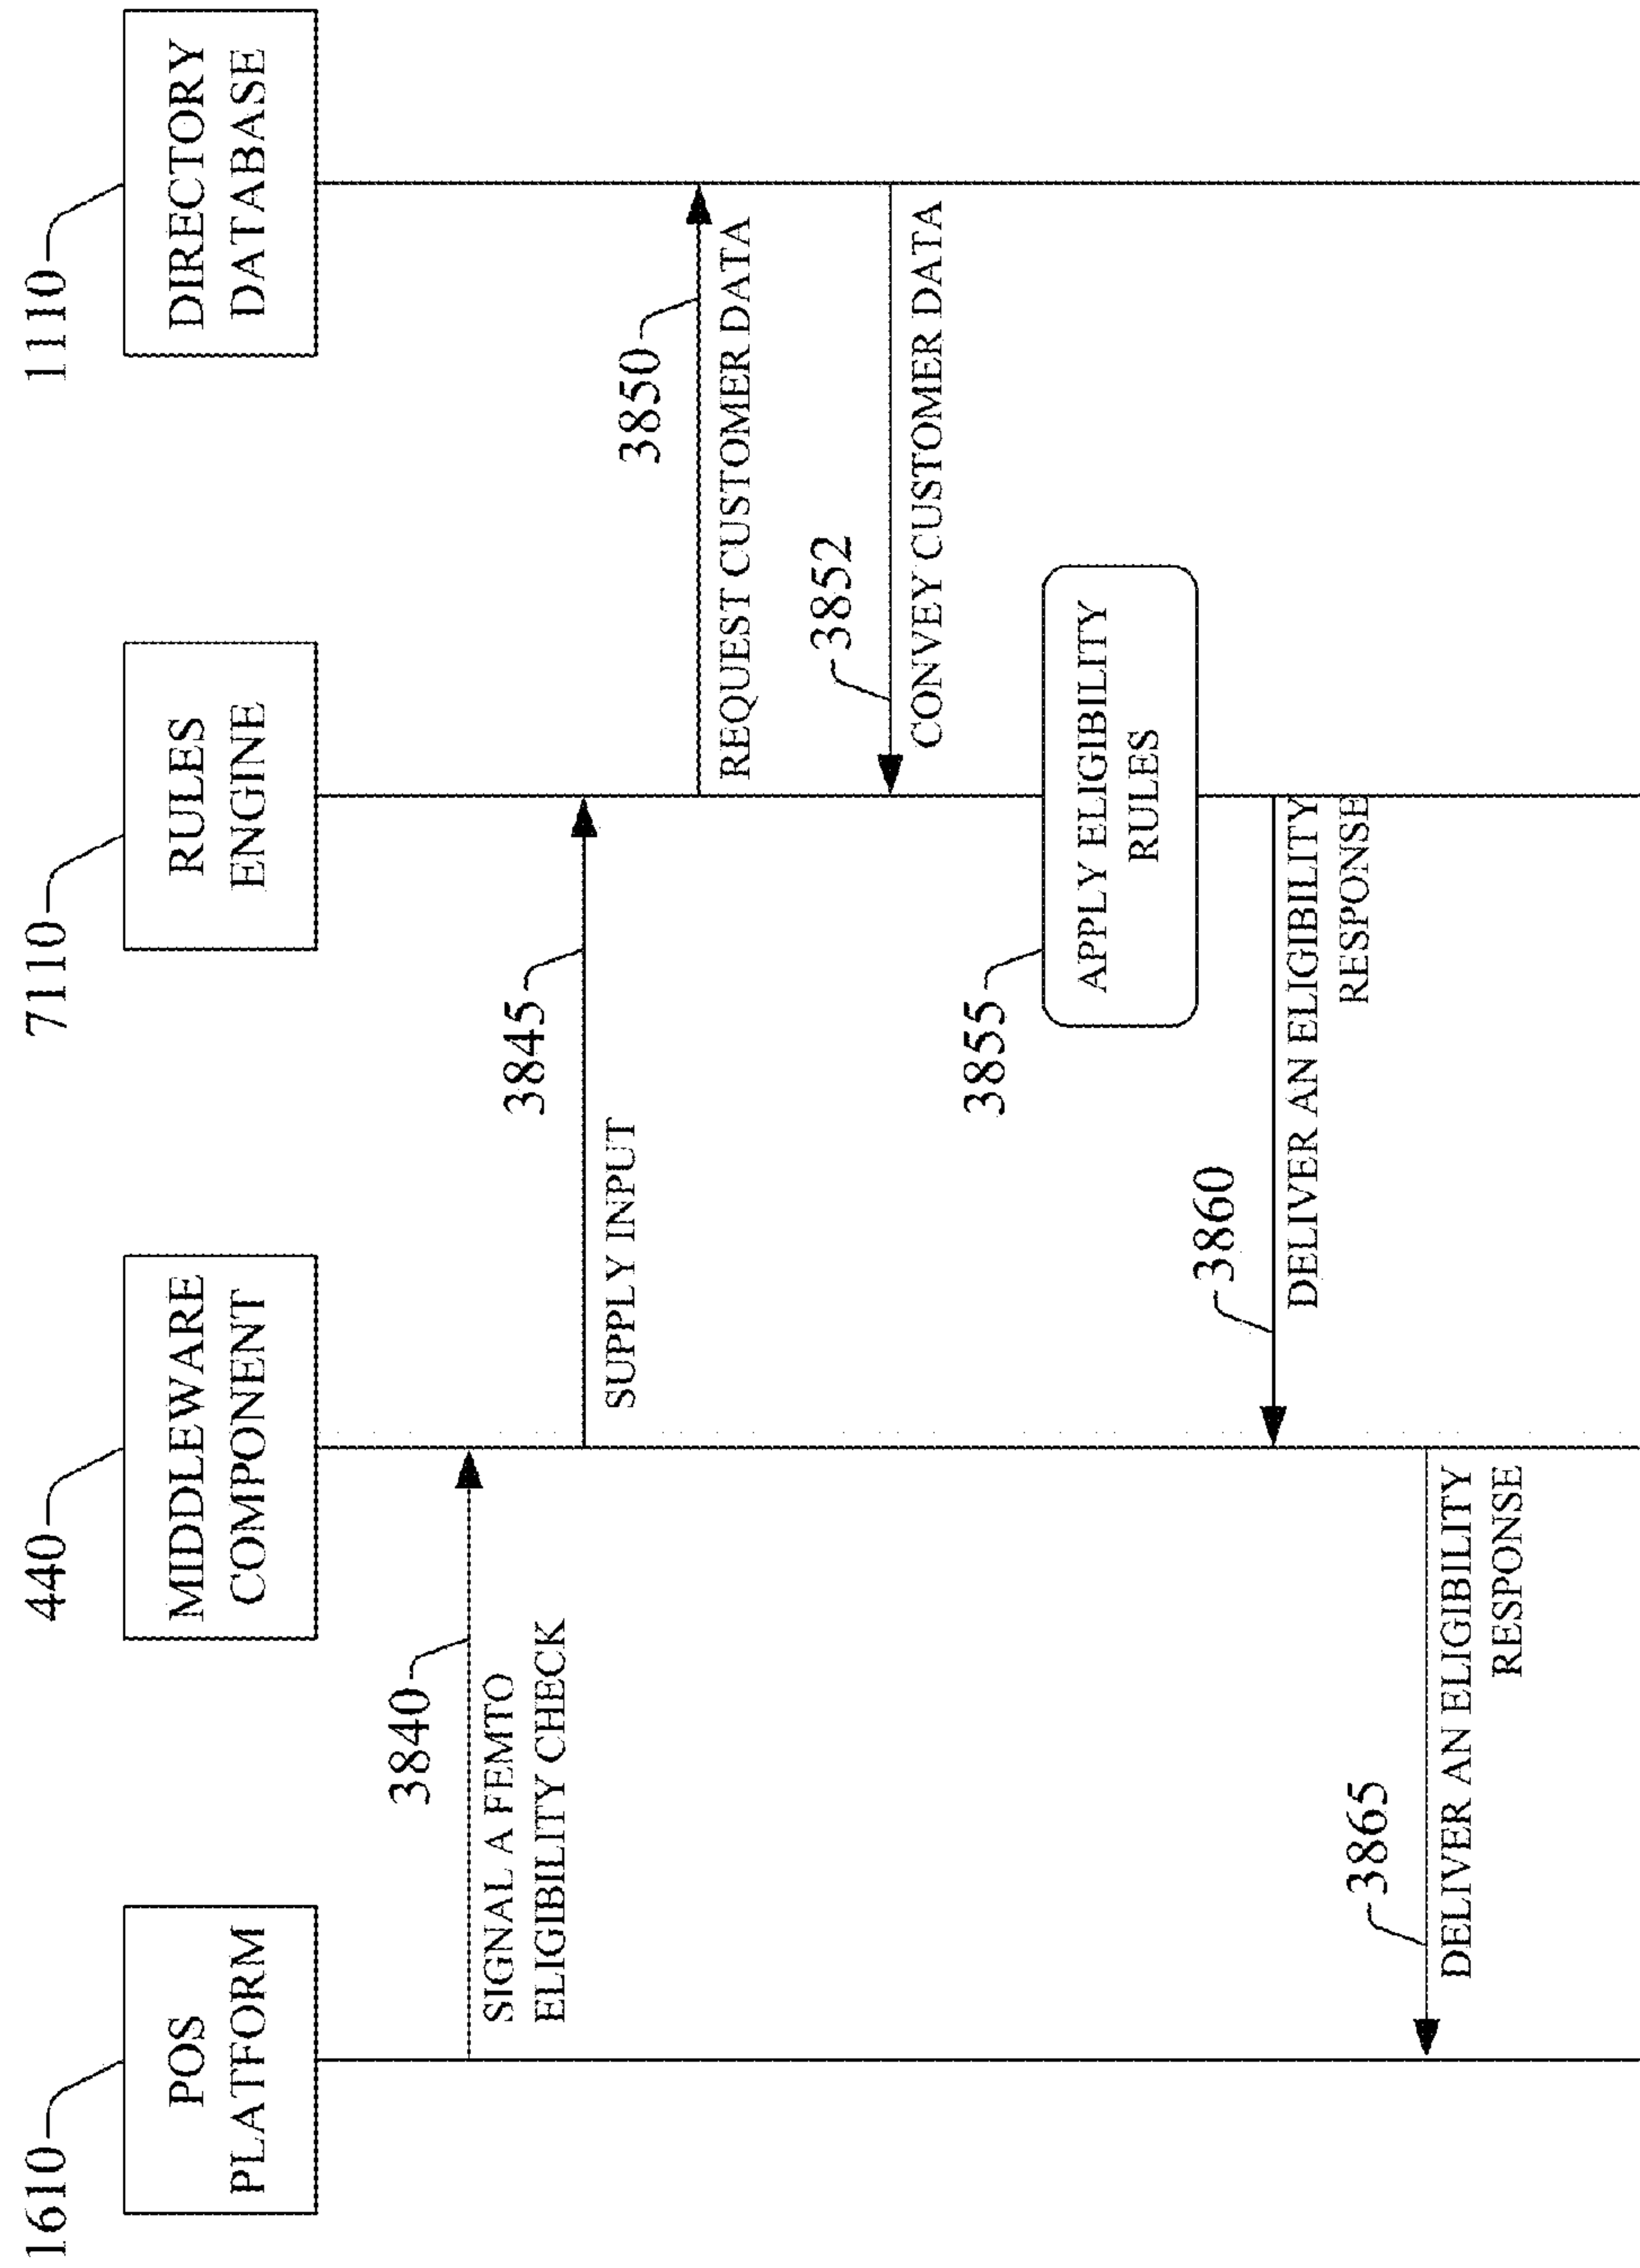 1610
POS
PLATFORM
440
MIDDLEWARE
COMPONENT
7110
RULES
ENGINE
1110
DIRECTORY
DATABASE
3840
SIGNAL A FEMTO
ELIGIBILITY CHECK
3845
SUPPLY INPUT
3850
REQUEST CUSTOMER DATA
3852
CONVEY CUSTOMER DATA
3855
APPLY ELIGIBILITY
RULES
3860
DELIVER AN ELIGIBILITY
RESPONSE
3865
DELIVER AN ELIGIBILITY
RESPONSE